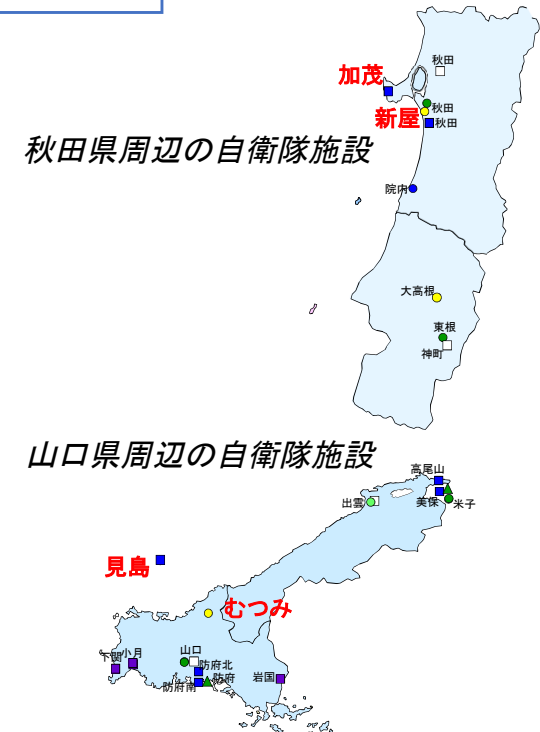 秋田
加茂
秋田
新屋
秋田
秋田県周辺の自衛隊施設
院内
大高根
東根
神町
山口県周辺の自衛隊施設
高尾山
出雲
美保
米子
見島
むつみ
下関
小月
山口
防府北
防府
防府南
岩国